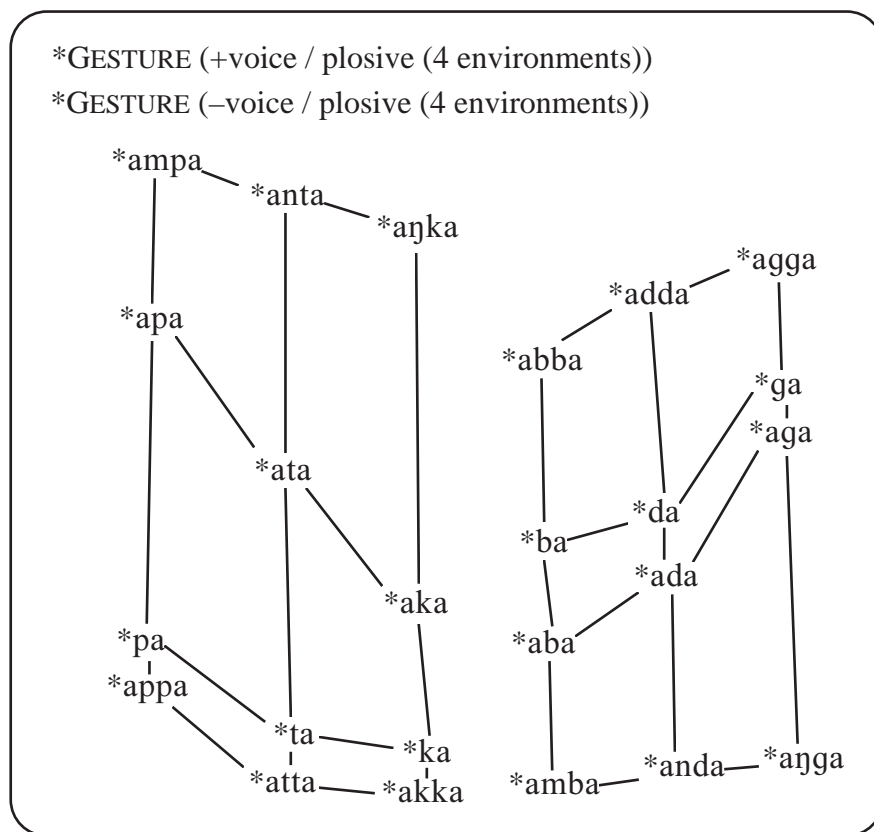 *GESTURE (+voice / plosive (4 environments))
*GESTURE (–voice / plosive (4 environments))
*ampa
*anta
*aŋka
*agga
*adda
*apa
*abba
*ga
*aga
*ata
*da
*ba
*ada
*aka
*pa
*aba
*appa
*ta
*ka
*aŋga
*anda
*atta
*amba
*akka